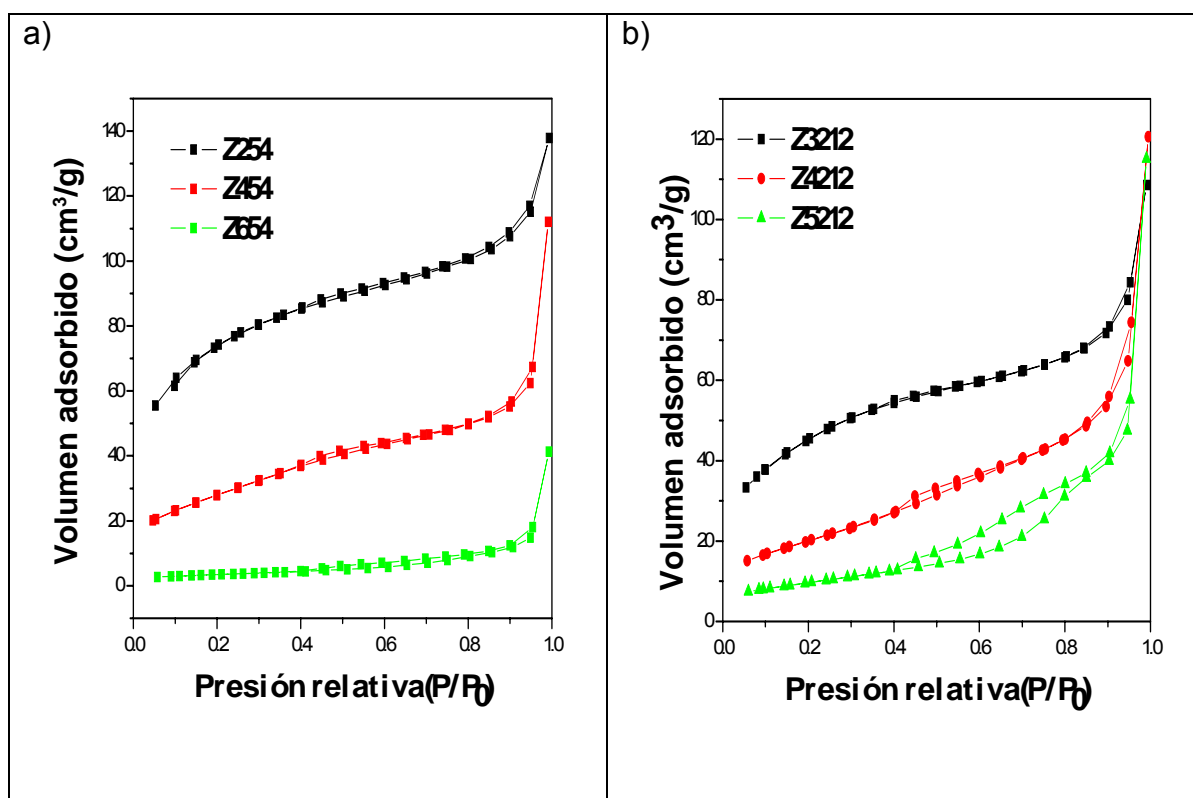 a)
Z254
Z454
Z654
Volumen adsorbido (cm³/g)
140
120
100
80
60
40
20
0
0.0 0.2 0.4 0.6 0.8 1.0
Presión relativa(P/P₀)
b)
Z3212
Z4212
Z5212
Volumen adsorbido (cm³/g)
120
100
80
60
40
20
0
0.0 0.2 0.4 0.6 0.8 1.0
Presión relativa(P/P₀)